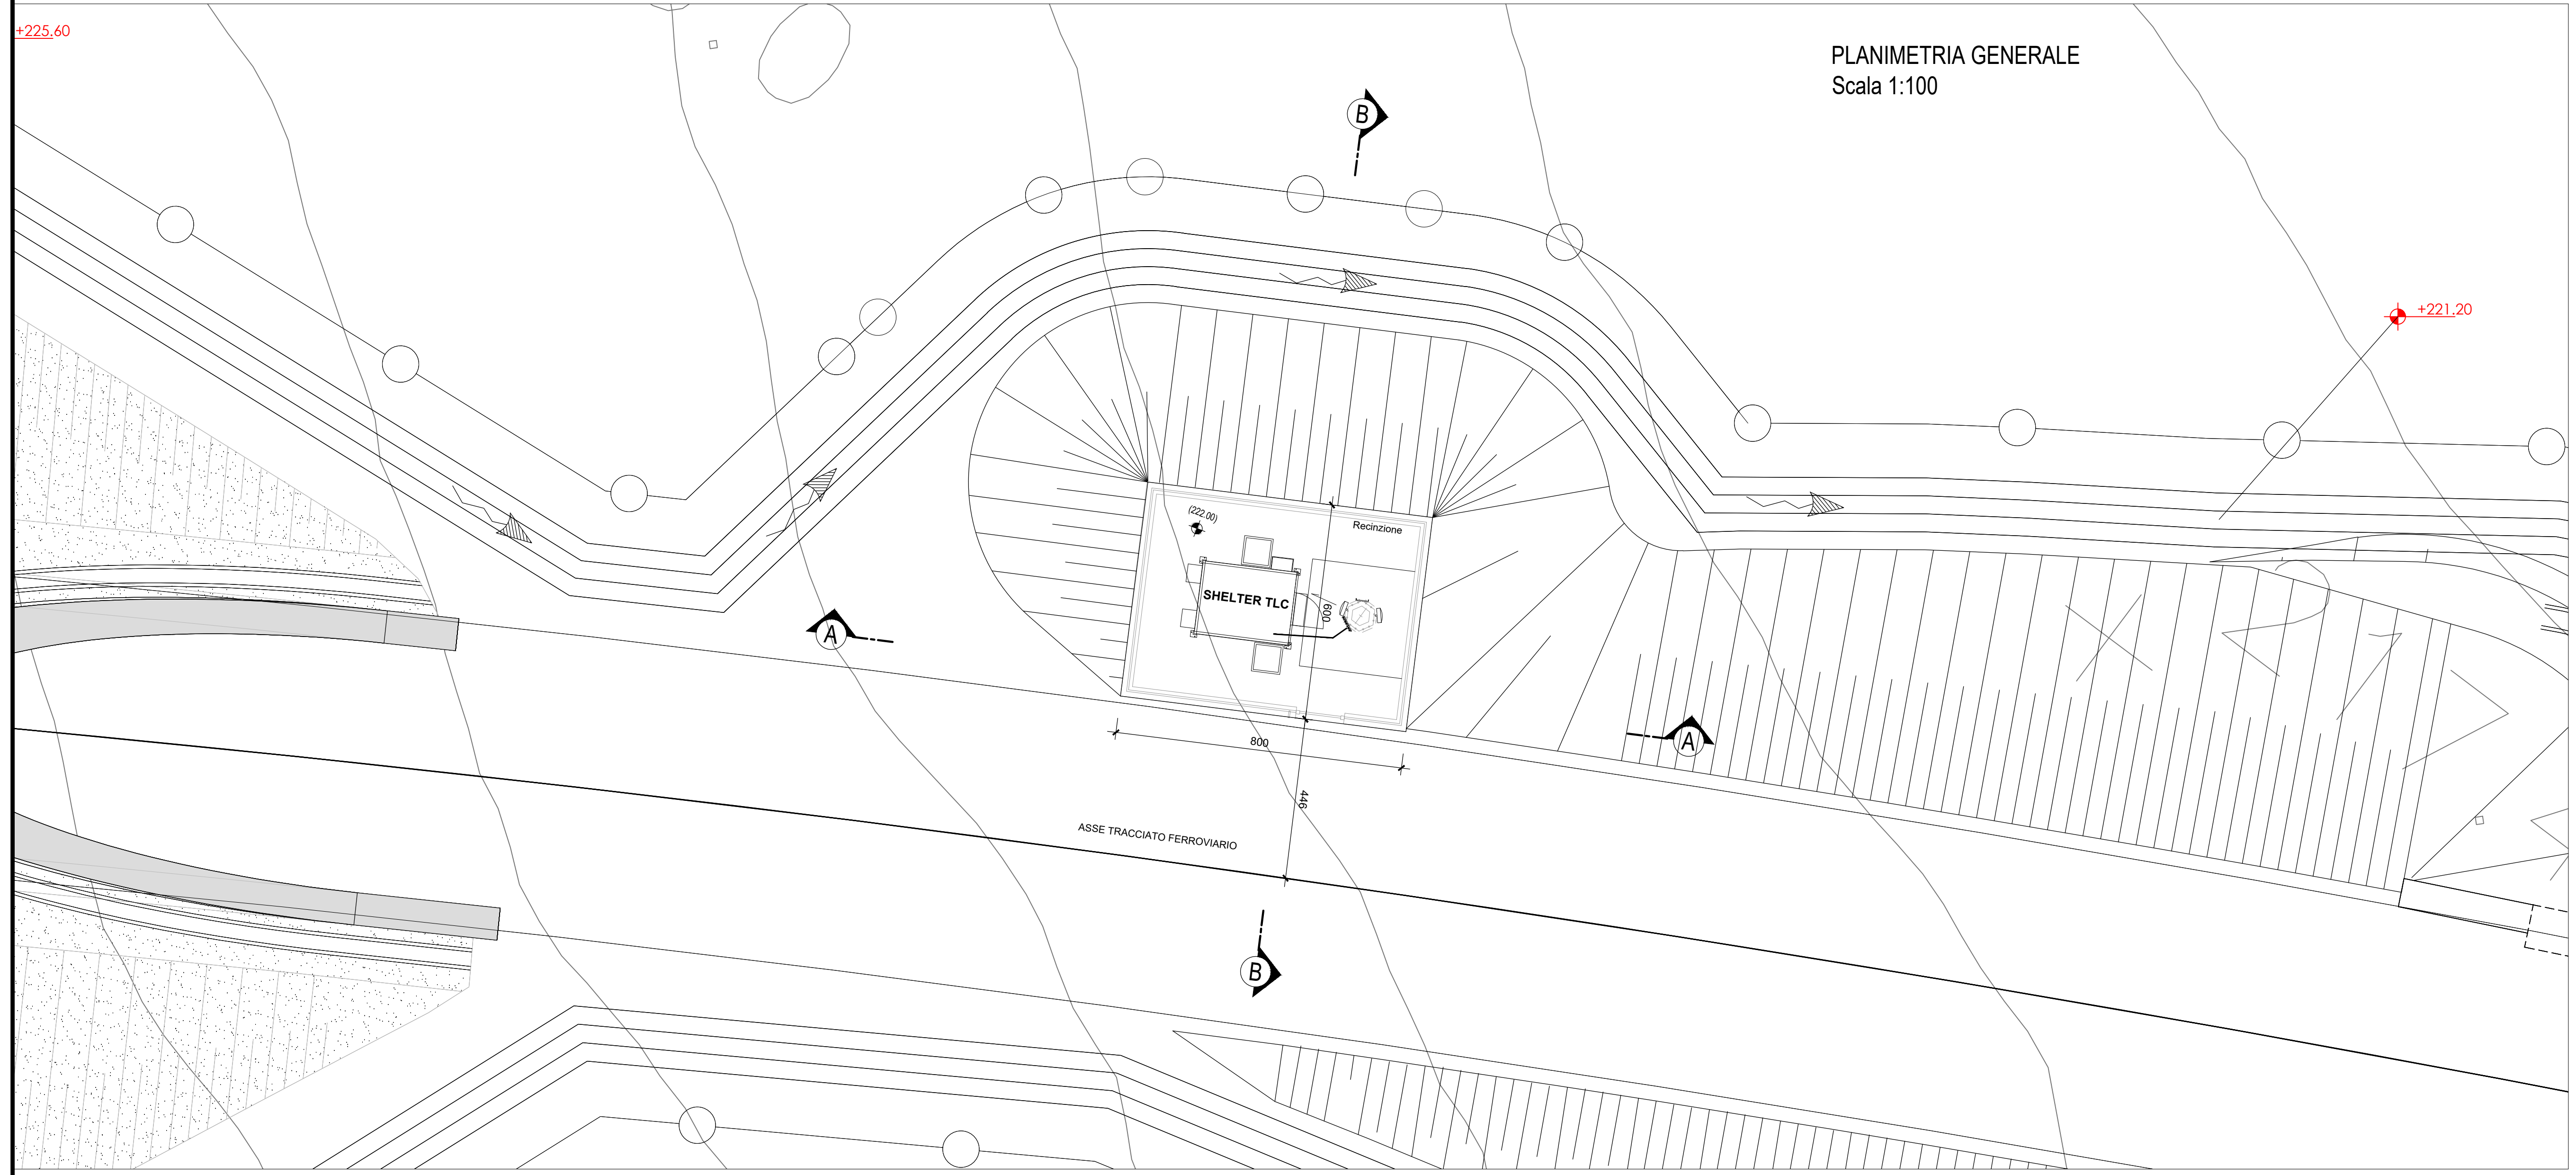 +225.60
PLANIMETRIA GENERALE
Scala 1:100
B
+221.20
(222.00)
Recinzione
SHELTER TLC
600
A
A
800
446
ASSE TRACCIATO FERROVIARIO
B